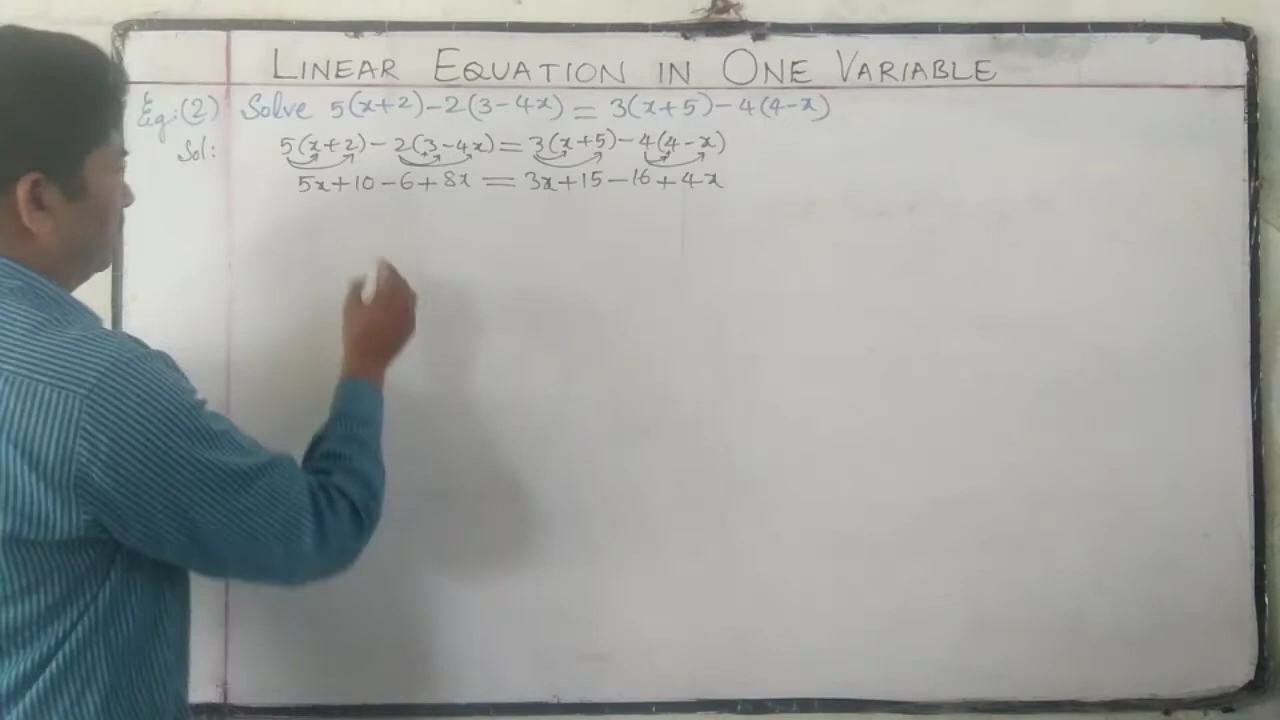 LINEAR EQUATION IN ONE VARIABLE
Eg:(2) Solve 5(x+2)-2(3-4x)=3(x+5)-4(4-x)
Sol: 5(x+2)-2(3-4x)=3(x+5)-4(4-x)
5x+10-6+8x=3x+15-16+4x